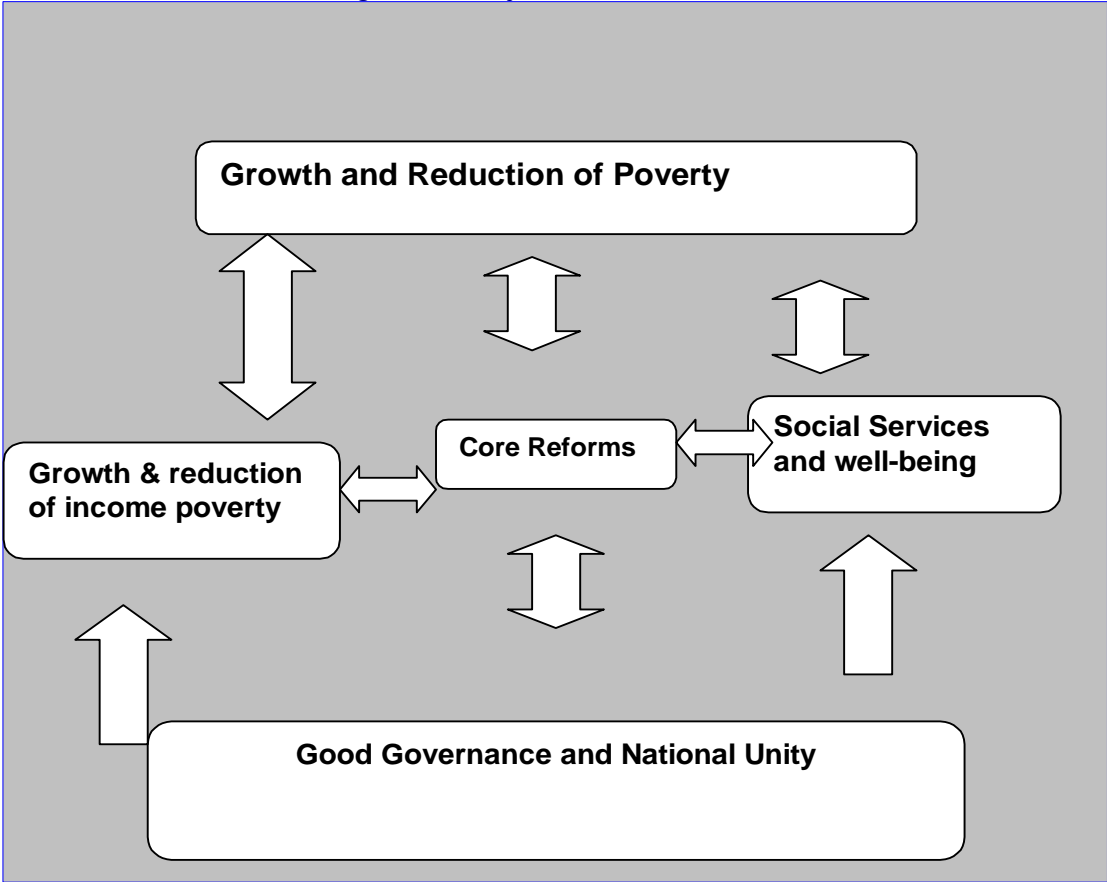 Growth and Reduction of Poverty
Core Reforms
Social Services
and well-being
Growth & reduction
of income poverty
Good Governance and National Unity